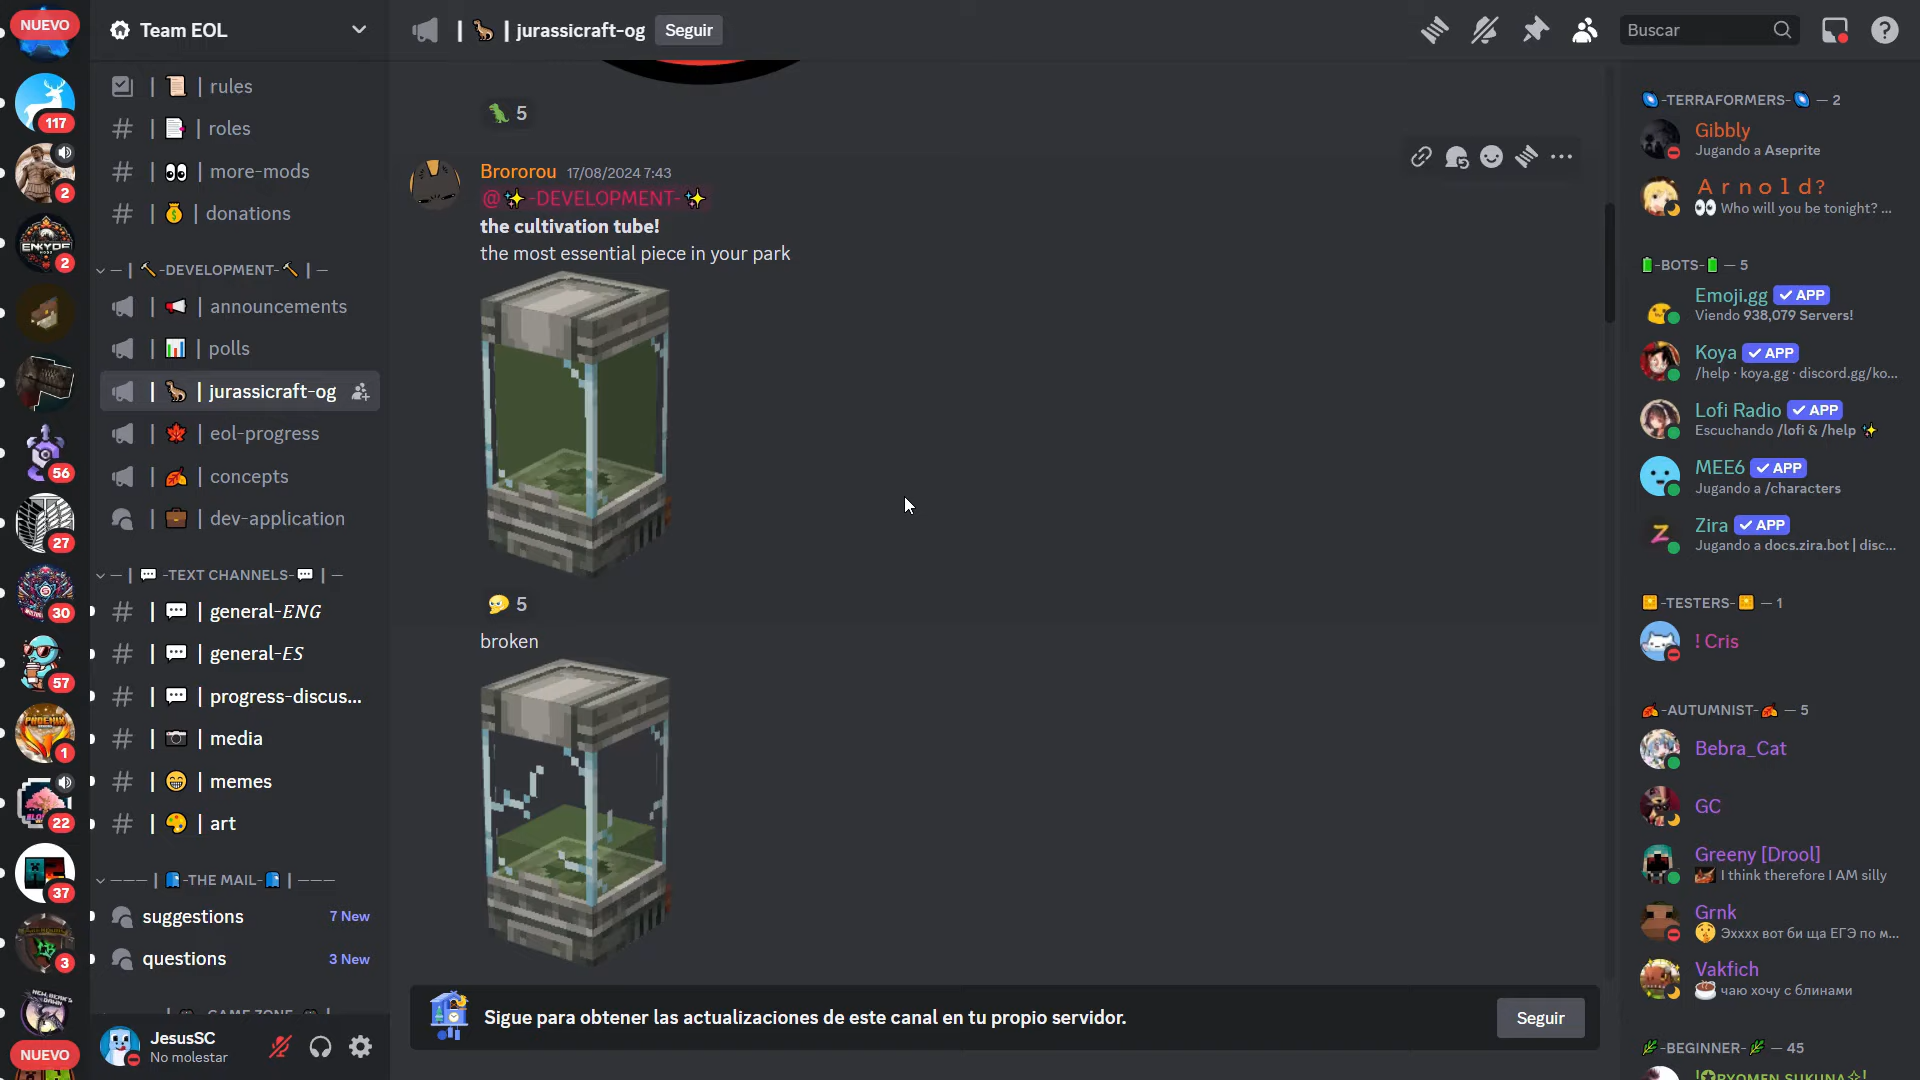 NUEVO
117
2
ENKYDE
2
56
27
30
57
PHOENIX
1
22
37
3
NUEVO
Team EOL
| 📜 | rules
# | 📑 | roles
# | 👀 | more-mods
# | 💰 | donations
— | 🔨-DEVELOPMENT-🔨 | —
| 📢 | announcements
| 📊 | polls
| 🦕 | jurassicraft-og
| 🍁 | eol-progress
| 🍂 | concepts
| 💼 | dev-application
— | 💬 -TEXT CHANNELS-💬 | —
# | 💬 | general-ENG
# | 💬 | general-ES
# | 💬 | progress-discus...
# | 📷 | media
# | 😁 | memes
# | 🎨 | art
——— | 📘-THE MAIL-📘 | ———
suggestions 7 New
questions 3 New
JesusSC
No molestar
| 🦕 | jurassicraft-og Seguir
Buscar
5
Brororou 17/08/2024 7:43
@✨-DEVELOPMENT-✨
the cultivation tube!
the most essential piece in your park
5
broken
Sigue para obtener las actualizaciones de este canal en tu propio servidor. Seguir
-TERRAFORMERS- — 2
Gibbly
Jugando a Aseprite
A r n o l d ?
👀 Who will you be tonight? ...
🔋-BOTS-🔋 — 5
Emoji.gg ✓ APP
Viendo 938,079 Servers!
Koya ✓ APP
/help · koya.gg · discord.gg/ko...
Lofi Radio ✓ APP
Escuchando /lofi & /help ✨
MEE6 ✓ APP
Jugando a /characters
Zira ✓ APP
Jugando a docs.zira.bot | disc...
-TESTERS- — 1
! Cris
🍂-AUTUMNIST-🍂 — 5
Bebra_Cat
GC
Greeny [Drool]
I think therefore I AM silly
Grnk
🤫 Эхххх вот би ща ЕГЭ по м...
Vakfich
☕ чаю хочу с блинами
🌿-BEGINNER-🌿 — 45